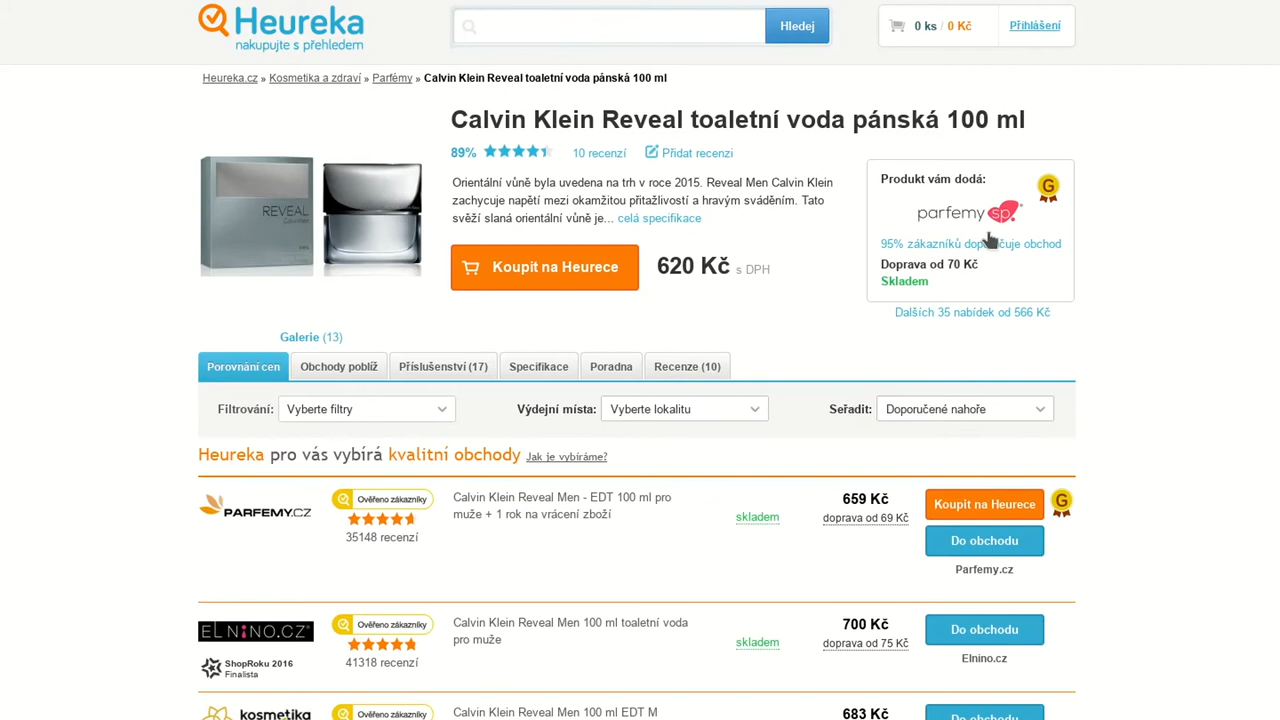 Heureka
nakupujte s přehledem
Hledej
0 ks / 0 Kč
Přihlášení
Heureka.cz » Kosmetika a zdraví » Parfémy » Calvin Klein Reveal toaletní voda pánská 100 ml
Calvin Klein Reveal toaletní voda pánská 100 ml
89%
10 recenzí
Přidat recenzi
Orientální vůně byla uvedena na trh v roce 2015. Reveal Men Calvin Klein
zachycuje napětí mezi okamžitou přitažlivostí a hravým sváděním. Tato
svěží slaná orientální vůně je... celá specifikace
REVEAL
Calvin Klein
Koupit na Heurece
620 Kč s DPH
Produkt vám dodá:
G
parfemy sp!
95% zákazníků doporučuje obchod
Doprava od 70 Kč
Skladem
Dalších 35 nabídek od 566 Kč
Galerie (13)
Porovnání cen
Obchody poblíž
Příslušenství (17)
Specifikace
Poradna
Recenze (10)
Filtrování: Vyberte filtry
Výdejní místa: Vyberte lokalitu
Seřadit: Doporučené nahoře
Heureka pro vás vybírá kvalitní obchody Jak je vybíráme?
PARFEMY.CZ
Ověřeno zákazníky
35148 recenzí
Calvin Klein Reveal Men - EDT 100 ml pro
muže + 1 rok na vrácení zboží
skladem
659 Kč
doprava od 69 Kč
Koupit na Heurece
G
Do obchodu
Parfemy.cz
ELNINO.CZ
ShopRoku 2016
Finalista
Ověřeno zákazníky
41318 recenzí
Calvin Klein Reveal Men 100 ml toaletní voda
pro muže
skladem
700 Kč
doprava od 75 Kč
Do obchodu
Elnino.cz
kosmetika
Ověřeno zákazníky
Calvin Klein Reveal Men 100 ml EDT M
683 Kč
Do obchodu